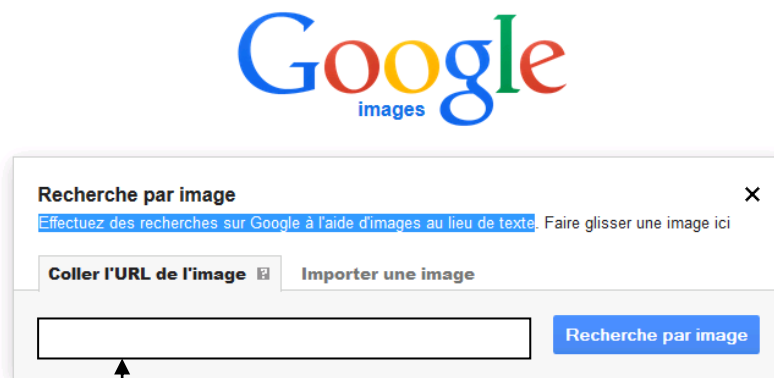 Google
images
Recherche par image
Effectuez des recherches sur Google à l'aide d'images au lieu de texte. Faire glisser une image ici
Coller l'URL de l'image ? Importer une image
Recherche par image